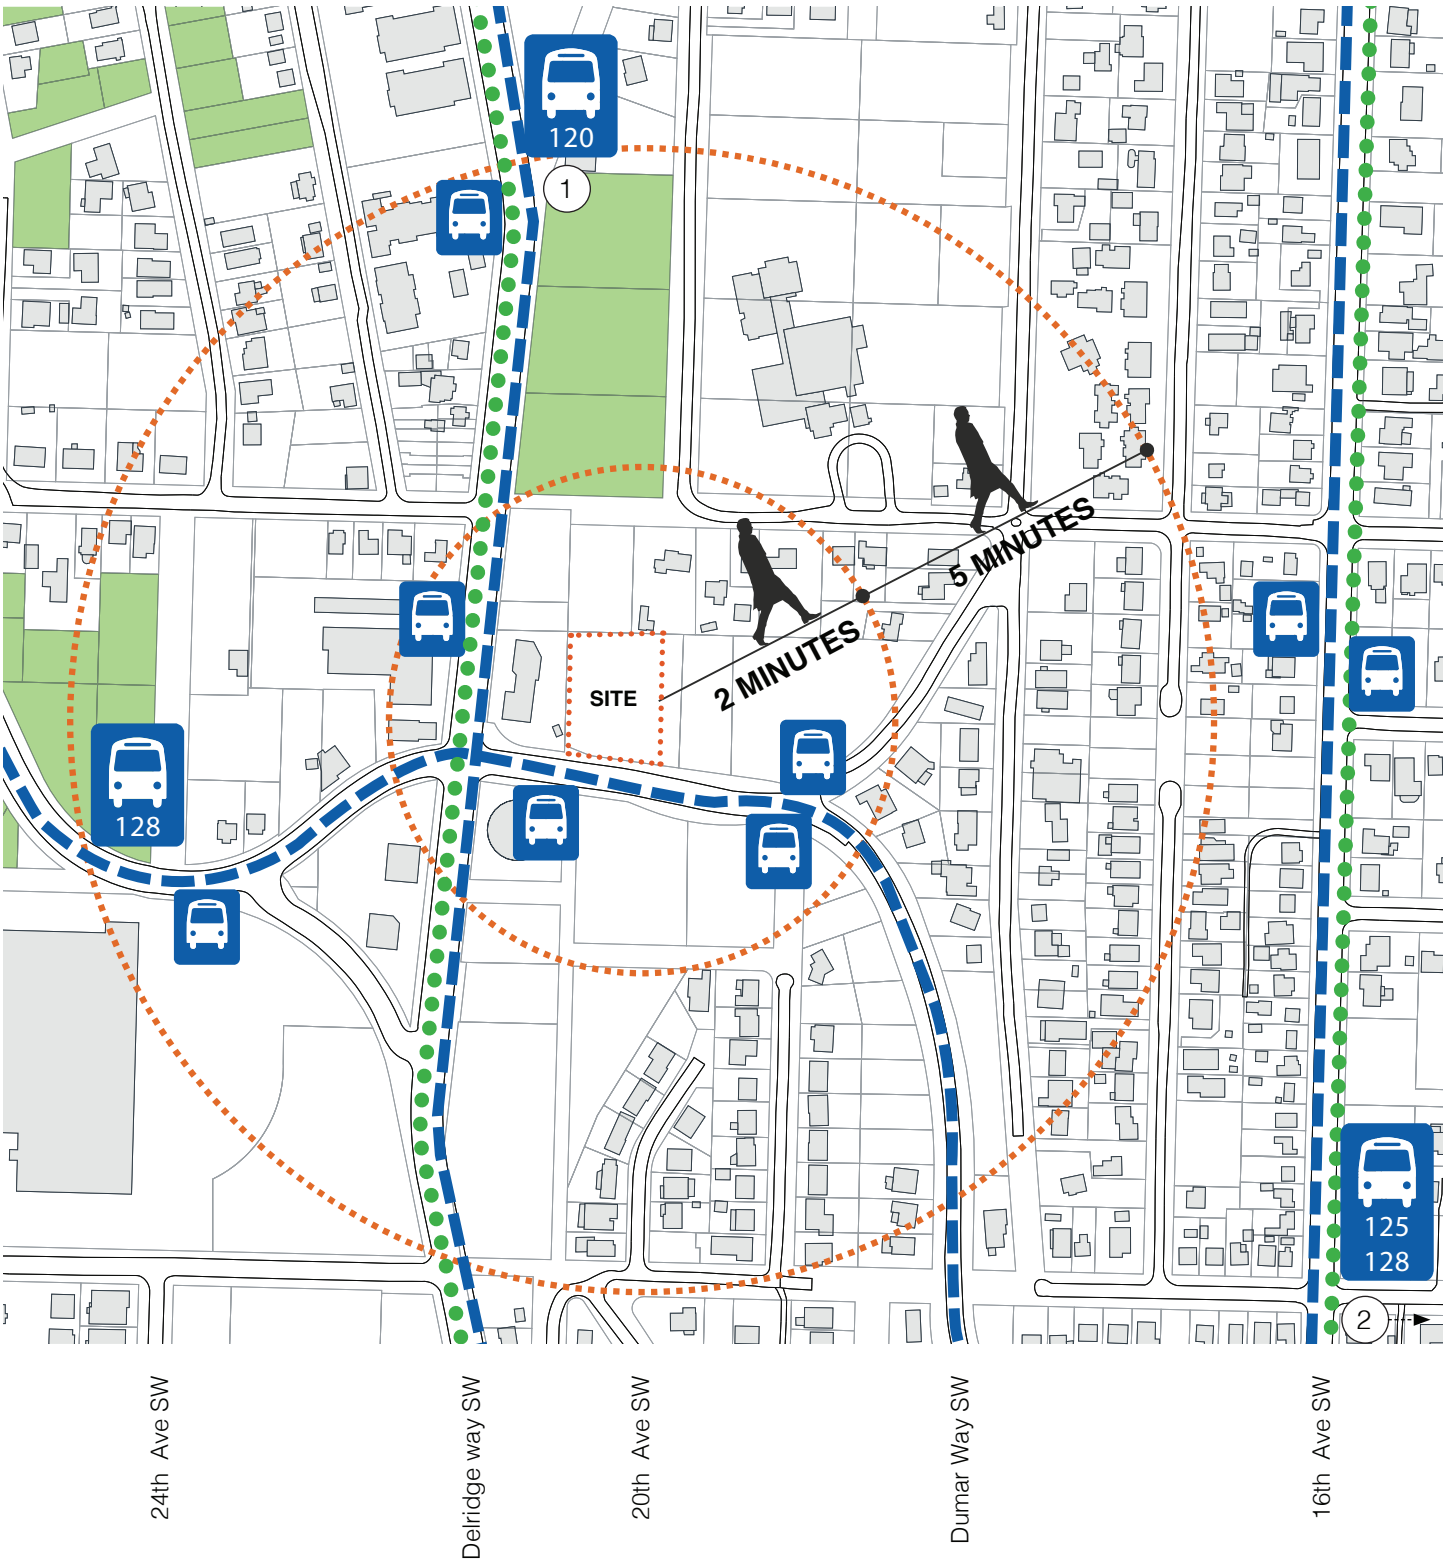 120
1
5 MINUTES
2 MINUTES
SITE
128
125
128
2
24th Ave SW
Delridge way SW
20th Ave SW
Dumar Way SW
16th Ave SW